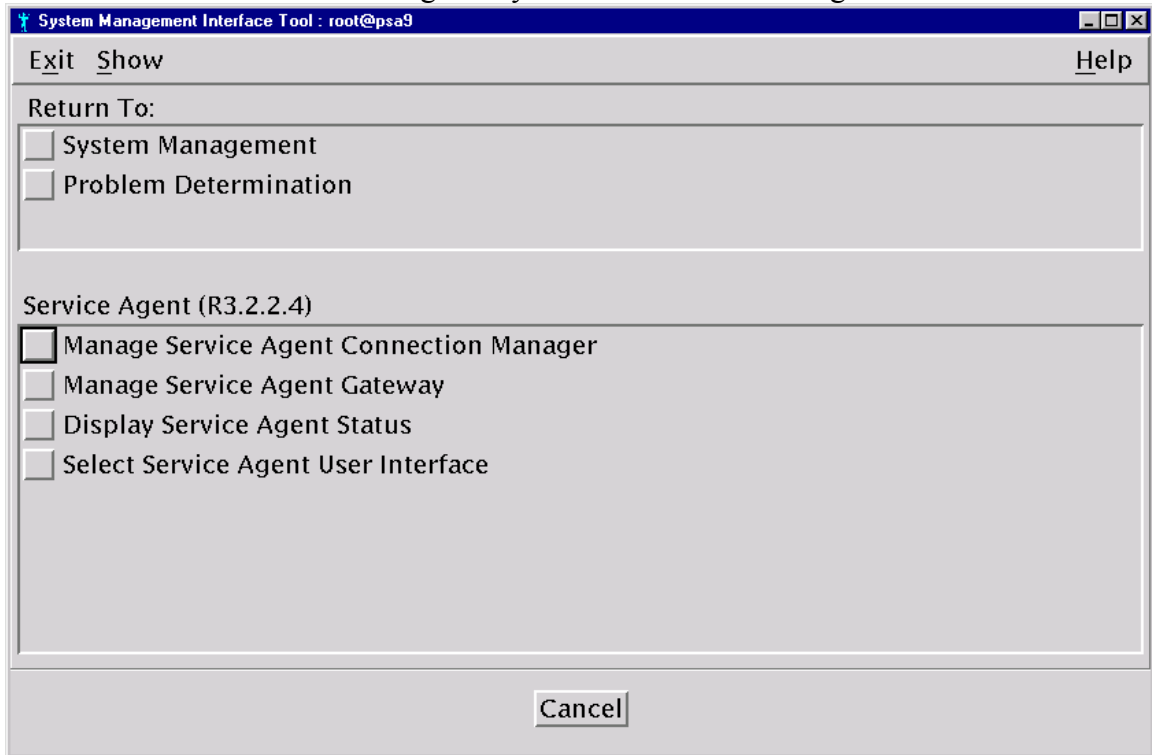 System Management Interface Tool : root@psa9
Exit Show Help
Return To:
System Management
Problem Determination
Service Agent (R3.2.2.4)
Manage Service Agent Connection Manager
Manage Service Agent Gateway
Display Service Agent Status
Select Service Agent User Interface
Cancel